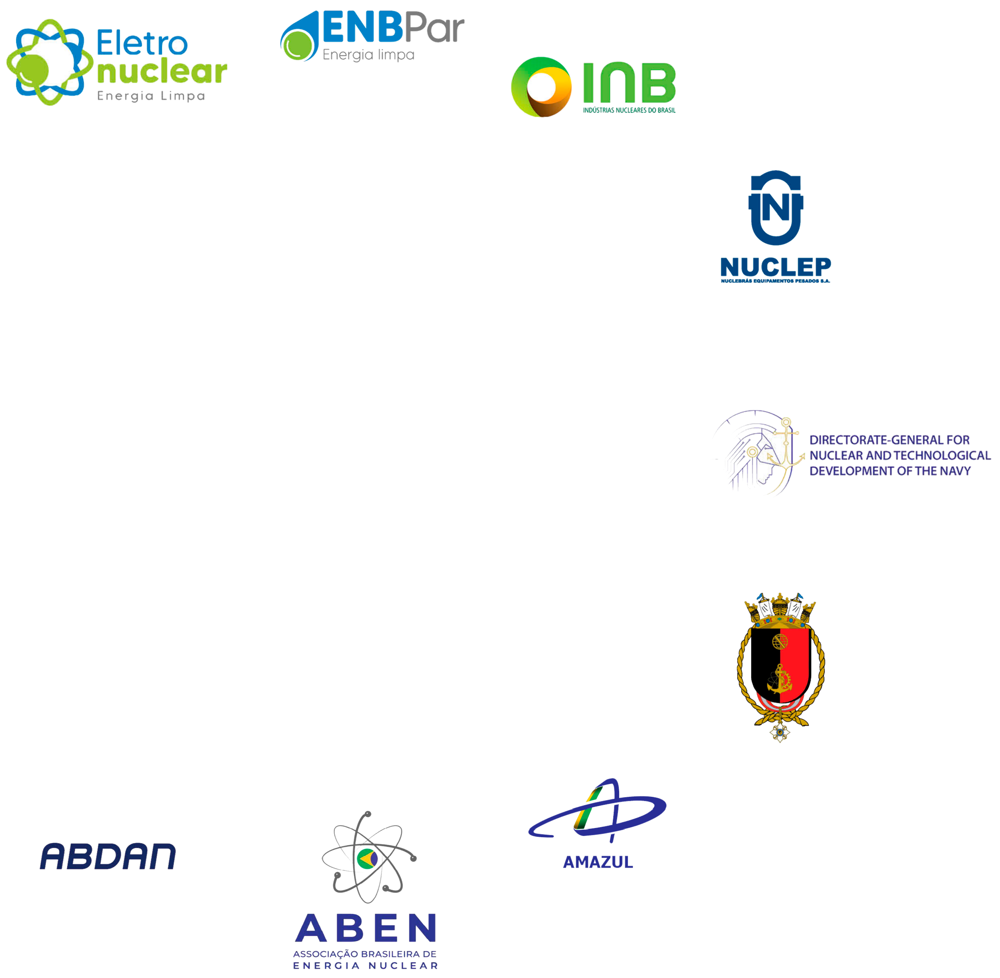 Eletro
nuclear
Energia Limpa
ENBPar
Energia limpa
INB
INDÚSTRIAS NUCLEARES DO BRASIL
N
NUCLEP
NUCLEBRÁS EQUIPAMENTOS PESADOS S.A.
DIRECTORATE-GENERAL FOR
NUCLEAR AND TECHNOLOGICAL
DEVELOPMENT OF THE NAVY
AMAZUL
ABDAN
ABEN
ASSOCIAÇÃO BRASILEIRA DE
ENERGIA NUCLEAR